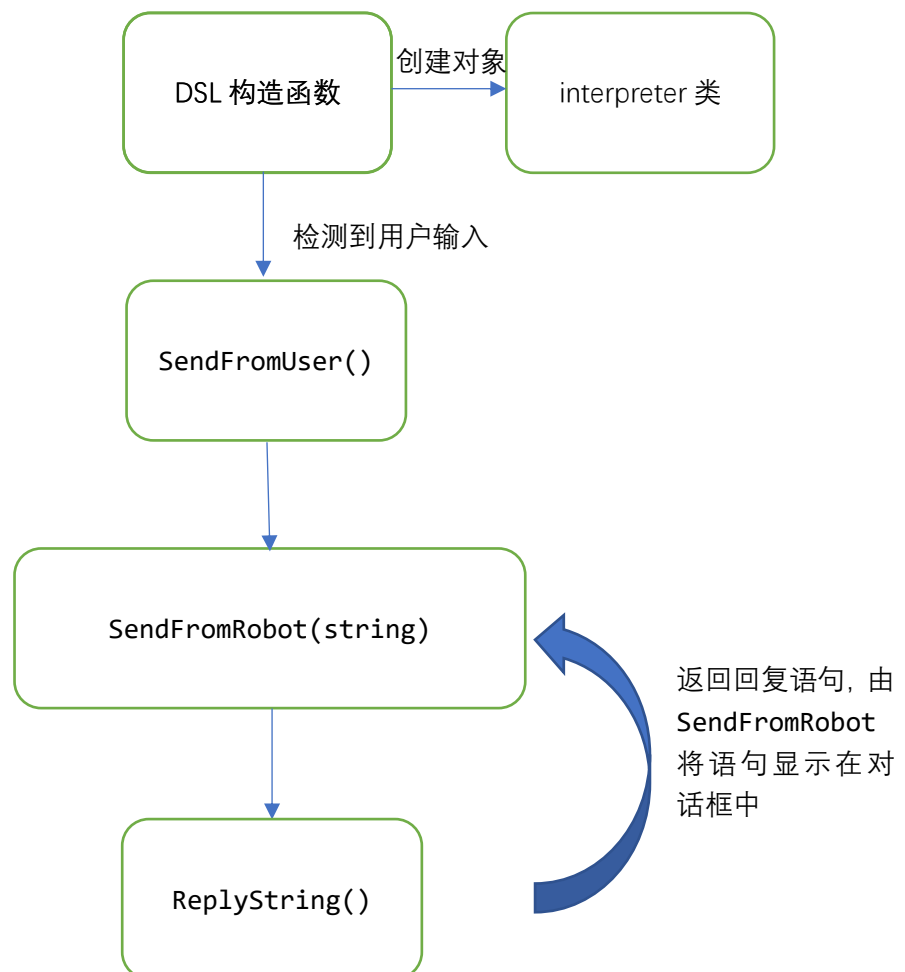 创建对象
DSL 构造函数
interpreter 类
检测到用户输入
SendFromUser()
SendFromRobot(string)
返回回复语句, 由
SendFromRobot
将语句显示在对
话框中
ReplyString()